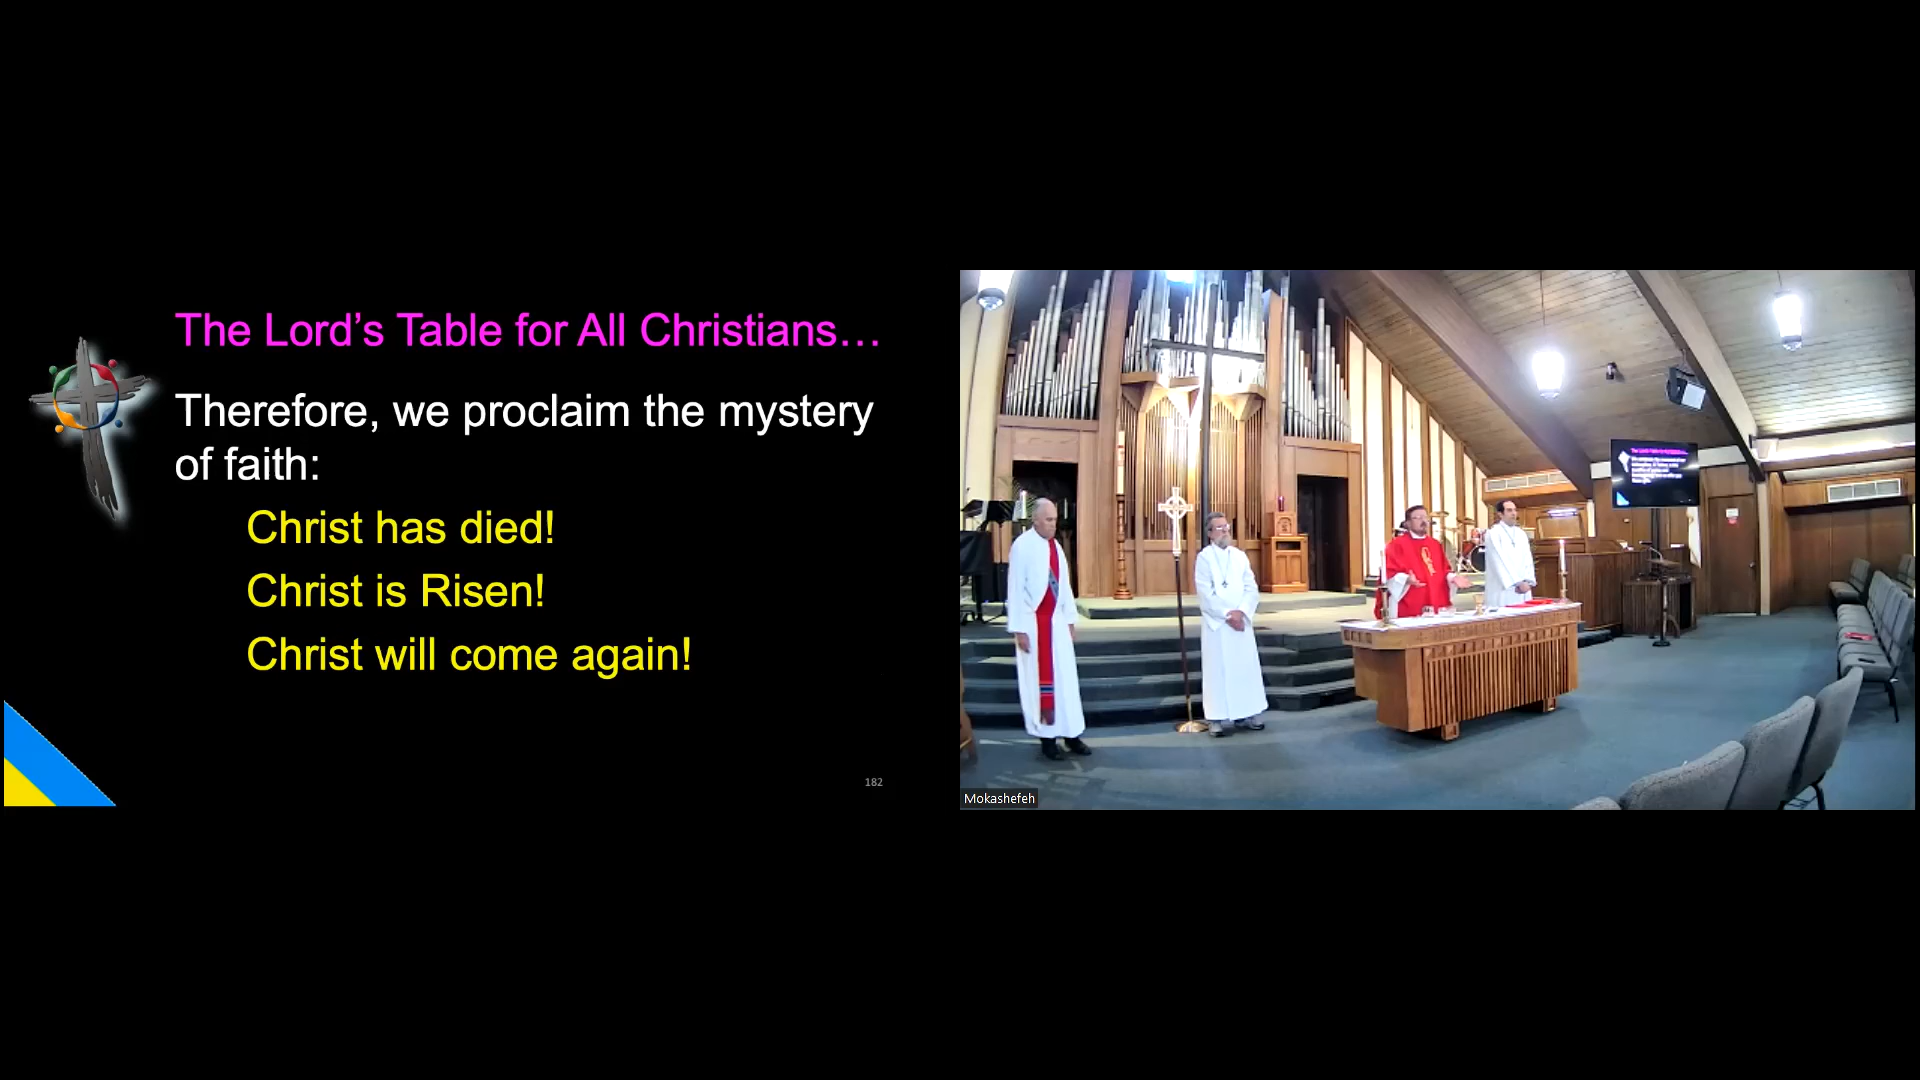 The Lord’s Table for All Christians…
Therefore, we proclaim the mystery
of faith:
Christ has died!
Christ is Risen!
Christ will come again!
182
Mokashefeh